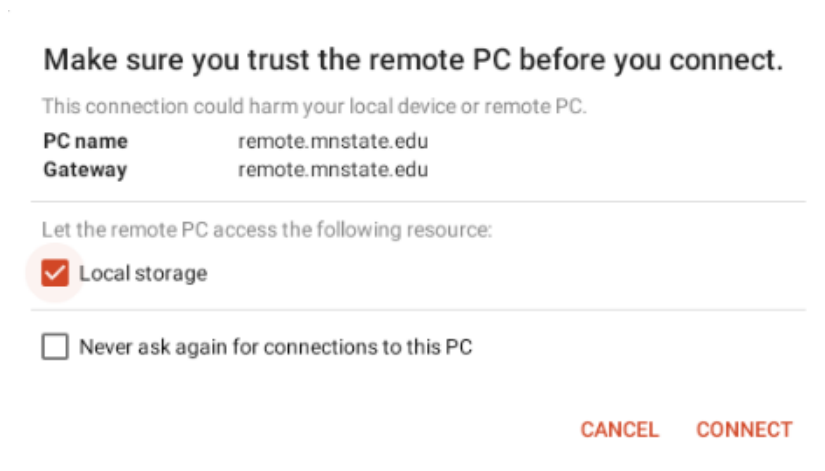 Make sure you trust the remote PC before you connect.
This connection could harm your local device or remote PC.
PC name remote.mnstate.edu
Gateway remote.mnstate.edu
Let the remote PC access the following resource:
Local storage
Never ask again for connections to this PC
CANCEL CONNECT